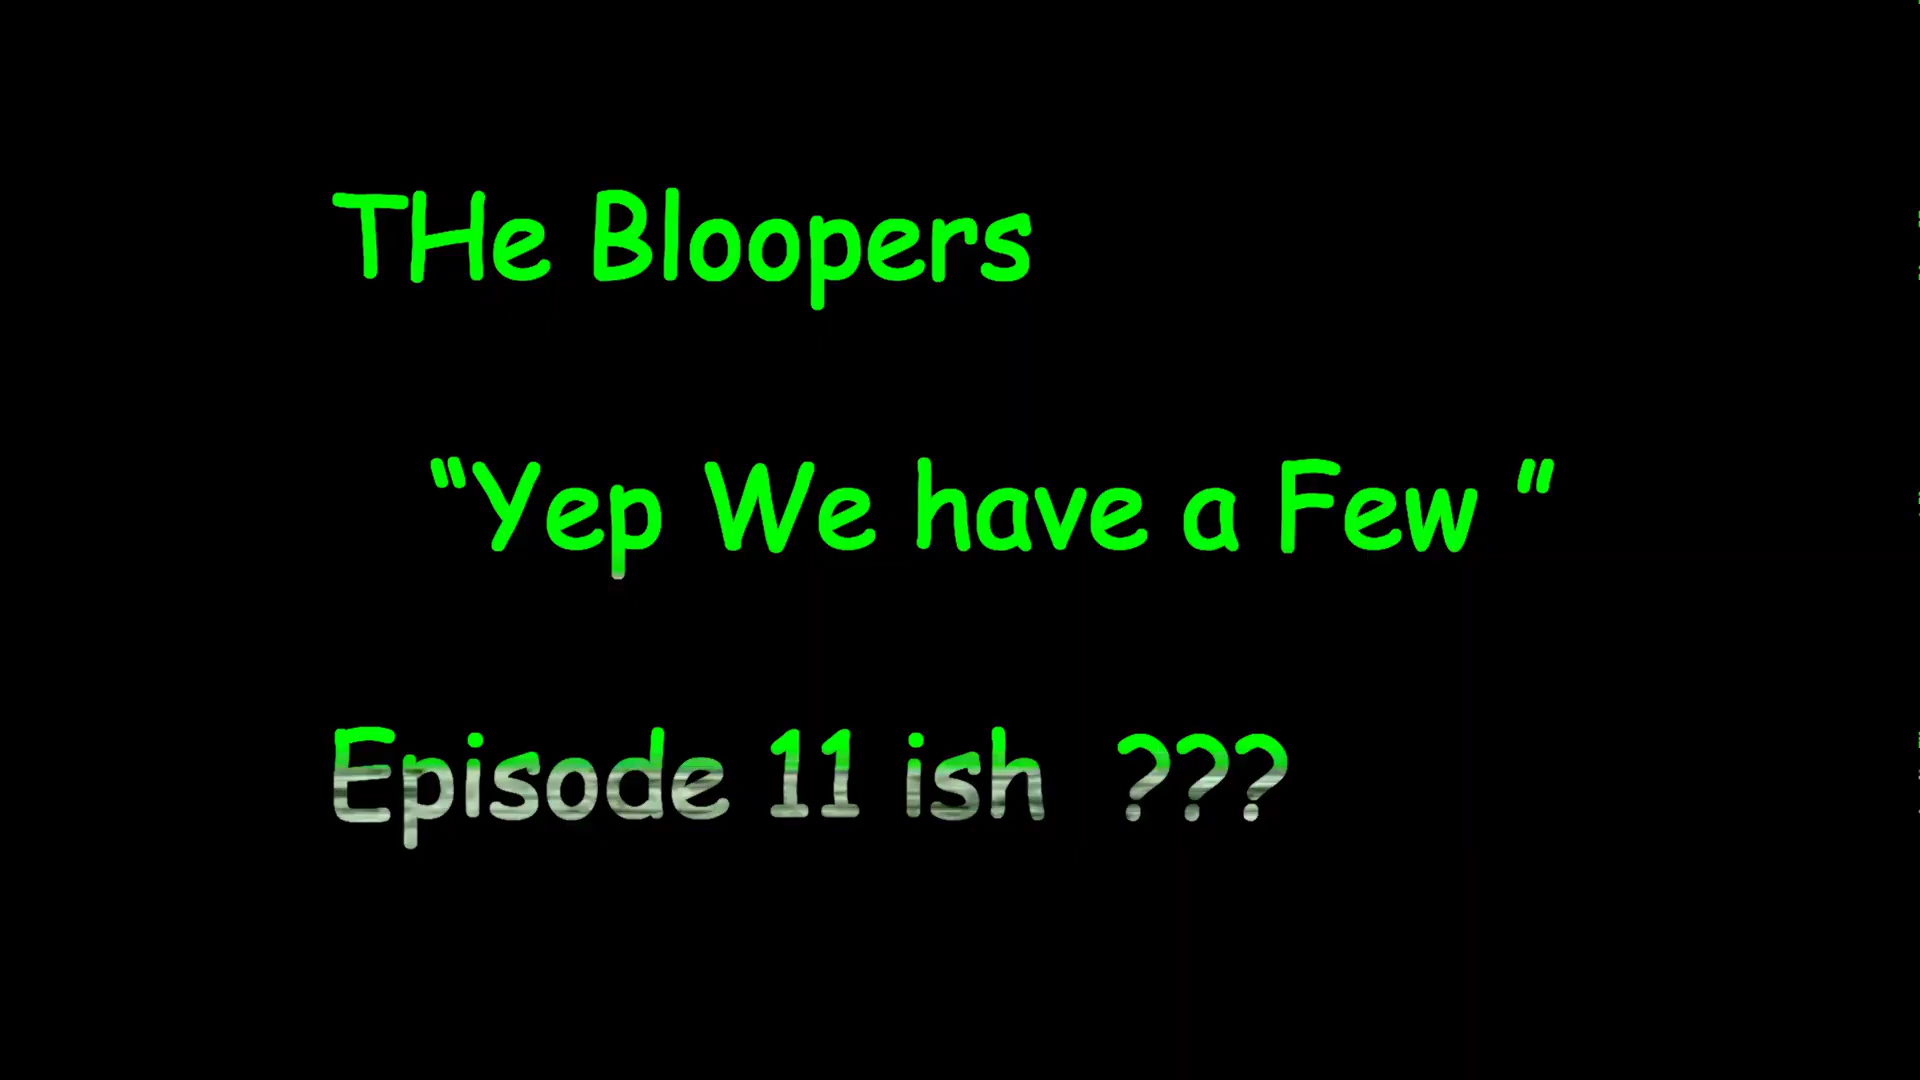 THe Bloopers
“Yep We have a Few ”
Episode 11 ish  ???